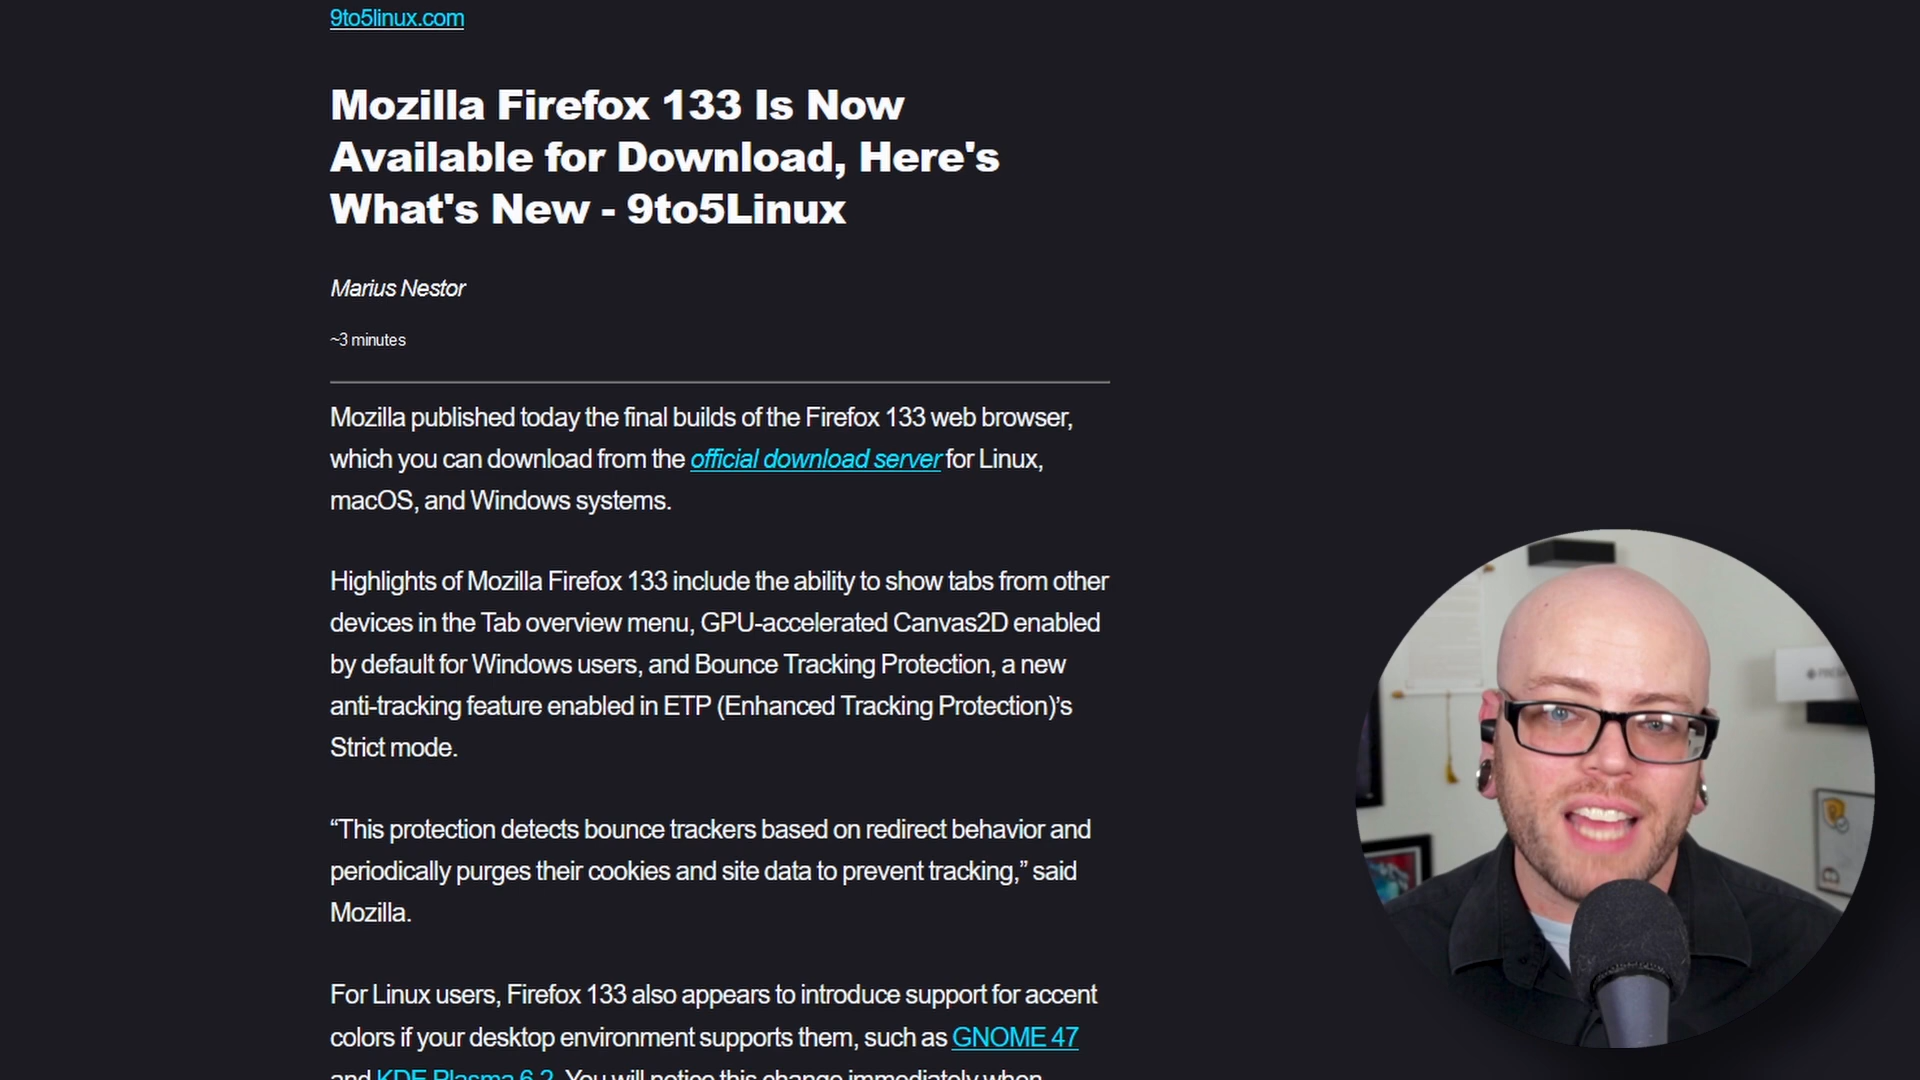 9to5linux.com
Mozilla Firefox 133 Is Now
Available for Download, Here's
What's New - 9to5Linux
Marius Nestor
~3 minutes
Mozilla published today the final builds of the Firefox 133 web browser,
which you can download from the official download server for Linux,
macOS, and Windows systems.
Highlights of Mozilla Firefox 133 include the ability to show tabs from other
devices in the Tab overview menu, GPU-accelerated Canvas2D enabled
by default for Windows users, and Bounce Tracking Protection, a new
anti-tracking feature enabled in ETP (Enhanced Tracking Protection)’s
Strict mode.
“This protection detects bounce trackers based on redirect behavior and
periodically purges their cookies and site data to prevent tracking,” said
Mozilla.
For Linux users, Firefox 133 also appears to introduce support for accent
colors if your desktop environment supports them, such as GNOME 47
and KDE Plasma 6.2. You will notice this change immediately when